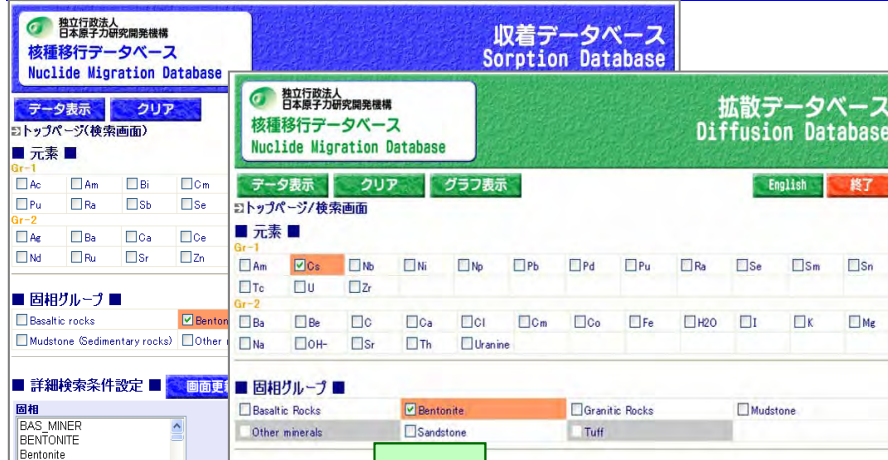 独立行政法人
日本原子力研究開発機構
核種移行データベース
Nuclide Migration Database
収着データベース
Sorption Database
データ表示 クリア
トップページ(検索画面)
■ 元素 ■
Gr-1
Ac Am Bi Cm
Pu Ra Sb Se
Gr-2
Ag Ba Ca Ce
Nd Ru Sr Zn
■ 固相グループ ■
Basaltic rocks Benton
Mudstone (Sedimentary rocks) Other
■ 詳細検索条件設定 ■ 画面更
固相
BAS_MINER
BENTONITE
Bentonite
独立行政法人
日本原子力研究開発機構
核種移行データベース
Nuclide Migration Database
拡散データベース
Diffusion Database
データ表示 クリア グラフ表示 English 終了
トップページ/検索画面
■ 元素 ■
Gr-1
Am Cs Nb Ni Np Pb Pd Pu Ra Se Sm Sn
Tc U Zr
Gr-2
Ba Be C Ca Cl Cm Co Fe H2O I K Mg
Na OH- Sr Th Uranine
■ 固相グループ ■
Basaltic Rocks Bentonite Granitic Rocks Mudstone
Other minerals Sandstone Tuff